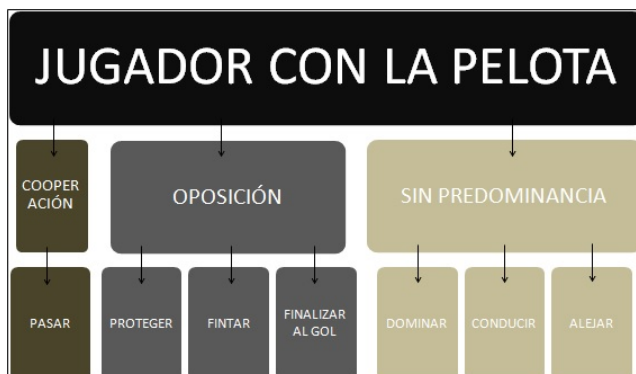 JUGADOR CON LA PELOTA
COOPER
ACIÓN
OPOSICIÓN
SIN PREDOMINANCIA
PASAR
PROTEGER
FINTAR
FINALIZAR
AL GOL
DOMINAR
CONDUCIR
ALEJAR